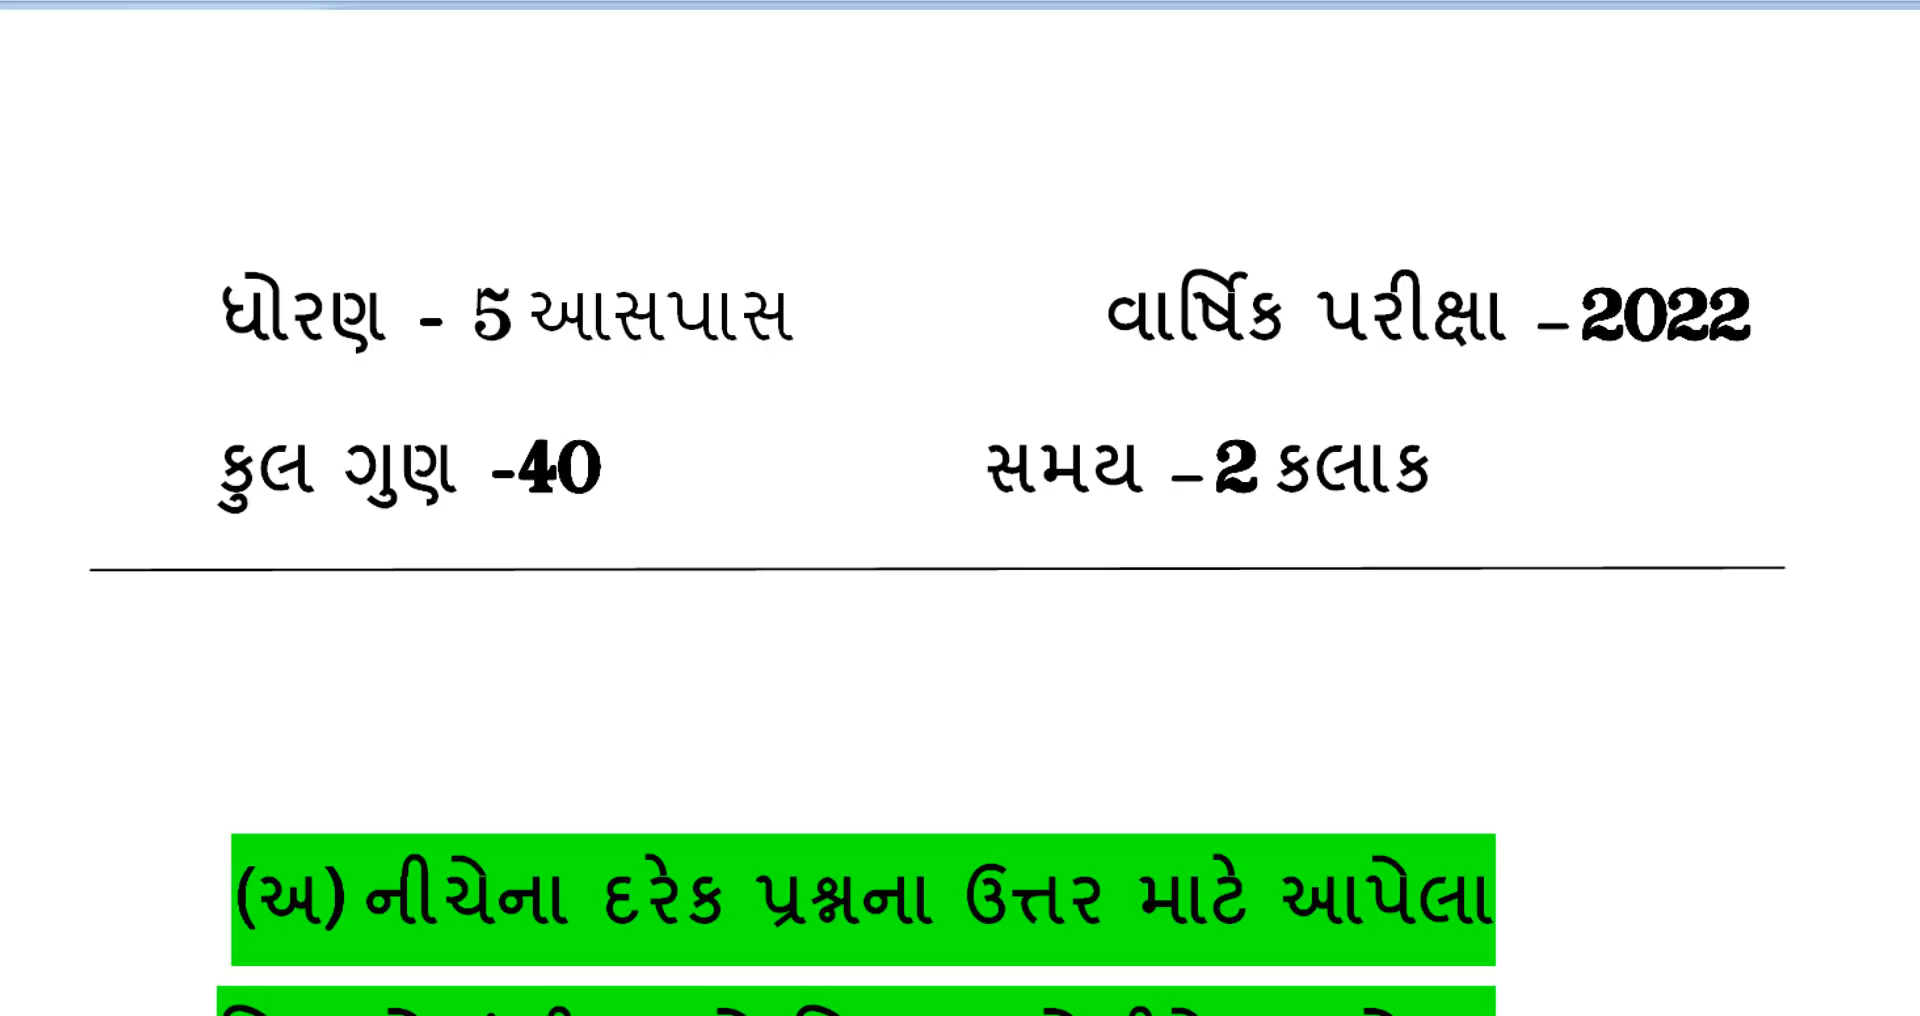 ધોરણ - 5 આસપાસ વાર્ષિક પરીક્ષા – 2022
કુલ ગુણ -40 સમય – 2 કલાક
(અ) નીચેના દરેક પ્રશ્નના ઉત્તર માટે આપેલા